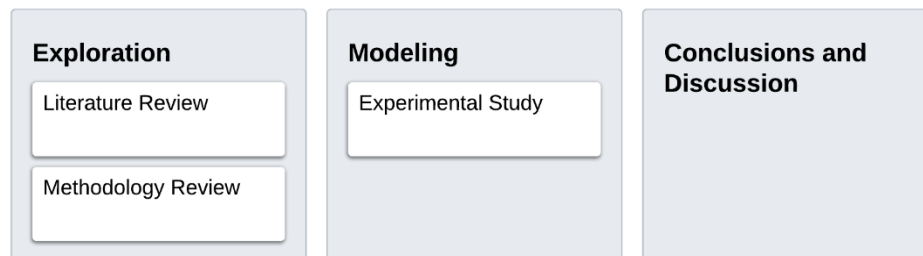 Exploration
Literature Review
Methodology Review
Modeling
Experimental Study
Conclusions and
Discussion